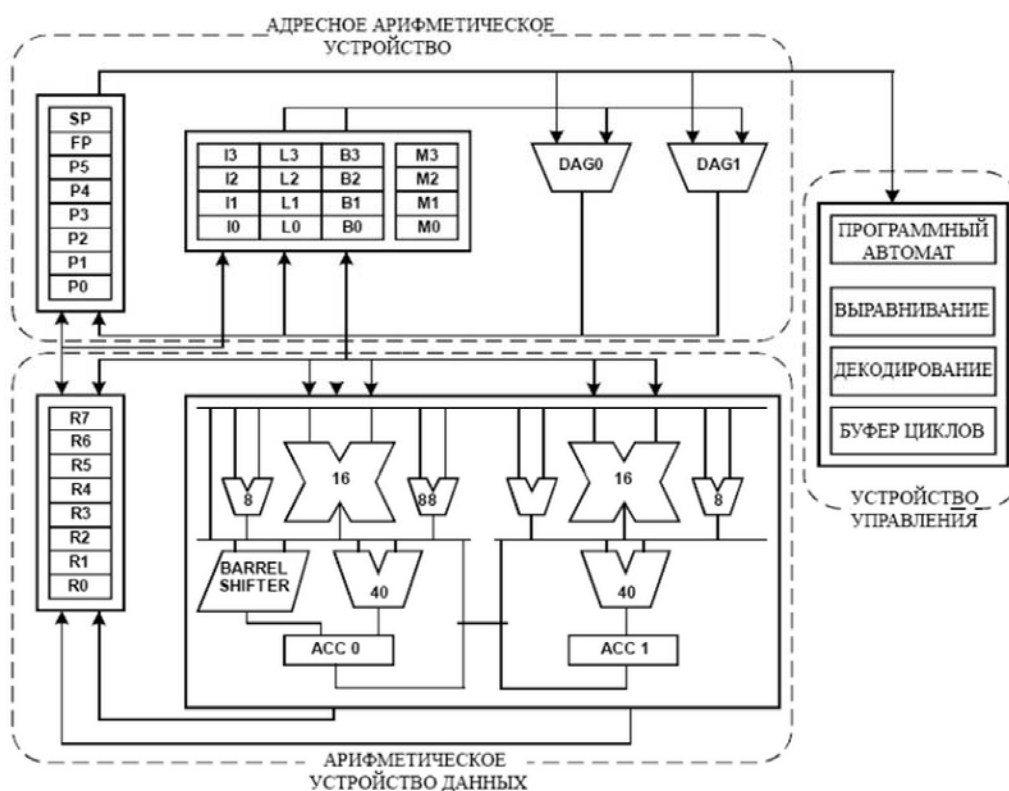 АДРЕСНОЕ АРИФМЕТИЧЕСКОЕ
УСТРОЙСТВО
SP
FP
P5
P4
P3
P2
P1
P0
I3 L3 B3 M3
I2 L2 B2 M2
I1 L1 B1 M1
I0 L0 B0 M0
DAG0
DAG1
ПРОГРАММНЫЙ
АВТОМАТ
ВЫРАВНИВАНИЕ
ДЕКОДИРОВАНИЕ
БУФЕР ЦИКЛОВ
УСТРОЙСТВО
УПРАВЛЕНИЯ
R7
R6
R5
R4
R3
R2
R1
R0
8
16
88
16
8
BARREL
SHIFTER
40
40
ACC 0
ACC 1
АРИФМЕТИЧЕСКОЕ
УСТРОЙСТВО ДАННЫХ